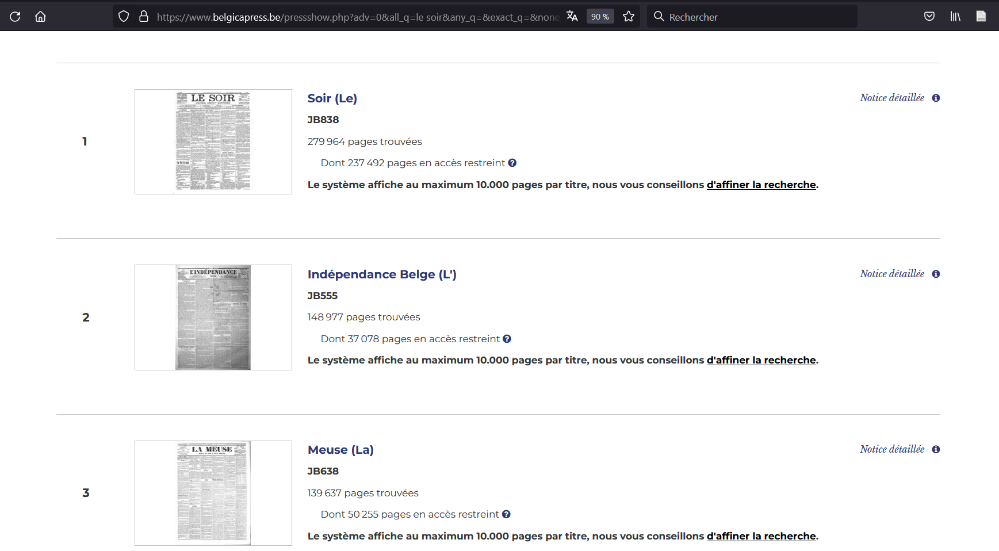 https://www.belgicapress.be/pressshow.php?adv=0&all_q=le soir&any_q=&exact_q=&none
90 %
Rechercher
LE SOIR
JOURNAL GRATUIT QUOTIDIEN
Soir (Le)
Notice détaillée
JB838
1
279 964 pages trouvées
Dont 237 492 pages en accès restreint
Le système affiche au maximum 10.000 pages par titre, nous vous conseillons d'affiner la recherche.
L'INDÉPENDANCE
BELGE
Indépendance Belge (L')
Notice détaillée
JB555
2
148 977 pages trouvées
Dont 37 078 pages en accès restreint
Le système affiche au maximum 10.000 pages par titre, nous vous conseillons d'affiner la recherche.
LA MEUSE
Meuse (La)
Notice détaillée
JB638
3
139 637 pages trouvées
Dont 50 255 pages en accès restreint
Le système affiche au maximum 10.000 pages par titre, nous vous conseillons d'affiner la recherche.